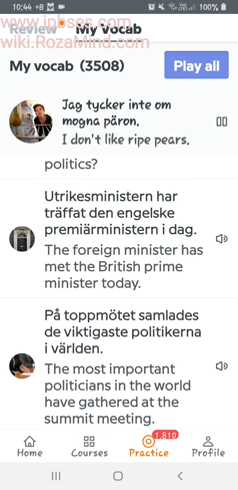 10:44 +8 100%
www.inbses.com
Review My Vocab
wiki.RozaMind.com
My vocab (3508)
Play all
Jag tycker inte om
mogna päron.
I don't like ripe pears.
politics?
Utrikesministern har
träffat den engelske
premiärministern i dag.
The foreign minister has
met the British prime
minister today.
På toppmötet samlades
de viktigaste politikerna
i världen.
The most important
politicians in the world
have gathered at the
summit meeting.
1,810
Home Courses Practice Profile